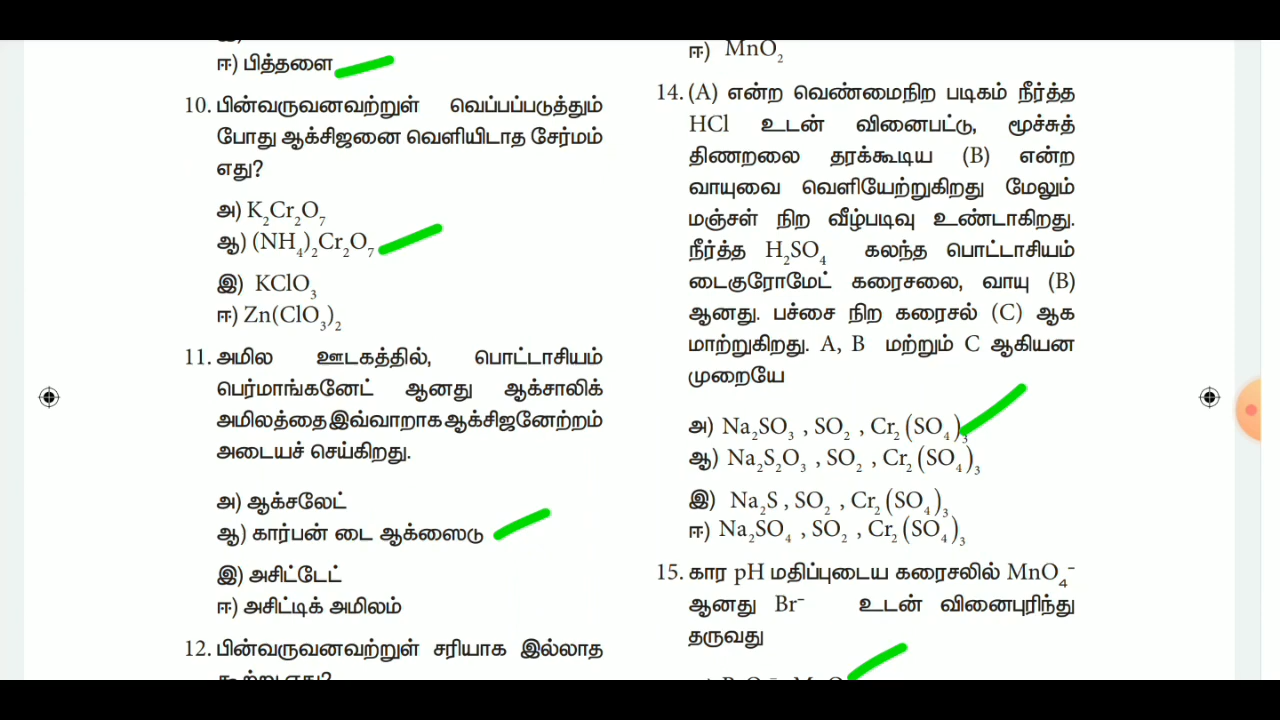 ஈ) பித்தளை
10. பின்வருவனவற்றுள் வெப்பப்படுத்தும்
போது ஆக்சிஜனை வெளியிடாத சேர்மம்
எது?
அ) K₂Cr₂O₇
ஆ) (NH₄)₂Cr₂O₇
இ) KClO₃
ஈ) Zn(ClO₃)₂
11. அமில ஊடகத்தில், பொட்டாசியம்
பெர்மாங்கனேட் ஆனது ஆக்சாலிக்
அமிலத்தை இவ்வாறாக ஆக்சிஜனேற்றம்
அடையச் செய்கிறது.
அ) ஆக்சலேட்
ஆ) கார்பன் டை ஆக்ஸைடு
இ) அசிட்டேட்
ஈ) அசிட்டிக் அமிலம்
12. பின்வருவனவற்றுள் சரியாக இல்லாத
கூற்று எது?
ஈ) MnO₂
14. (A) என்ற வெண்மைநிற படிகம் நீர்த்த
HCl உடன் வினைபட்டு, மூச்சுத்
திணறலை தரக்கூடிய (B) என்ற
வாயுவை வெளியேற்றுகிறது மேலும்
மஞ்சள் நிற வீழ்படிவு உண்டாகிறது.
நீர்த்த H₂SO₄ கலந்த பொட்டாசியம்
டைகுரோமேட் கரைசலை, வாயு (B)
ஆனது. பச்சை நிற கரைசல் (C) ஆக
மாற்றுகிறது. A, B மற்றும் C ஆகியன
முறையே
அ) Na₂SO₃ , SO₂ , Cr₂(SO₄)₃
ஆ) Na₂S₂O₃ , SO₂ , Cr₂(SO₄)₃
இ) Na₂S , SO₂ , Cr₂(SO₄)₃
ஈ) Na₂SO₄ , SO₂ , Cr₂(SO₄)₃
15. கார pH மதிப்புடைய கரைசலில் MnO₄⁻
ஆனது Br⁻ உடன் வினைபுரிந்து
தருவது